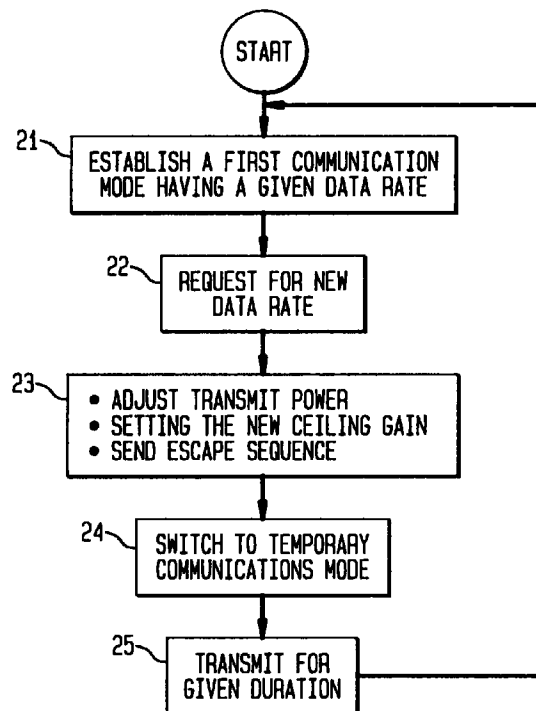 START
21
ESTABLISH A FIRST COMMUNICATION
MODE HAVING A GIVEN DATA RATE
22
REQUEST FOR NEW
DATA RATE
23
• ADJUST TRANSMIT POWER
• SETTING THE NEW CEILING GAIN
• SEND ESCAPE SEQUENCE
24
SWITCH TO TEMPORARY
COMMUNICATIONS MODE
25
TRANSMIT FOR
GIVEN DURATION